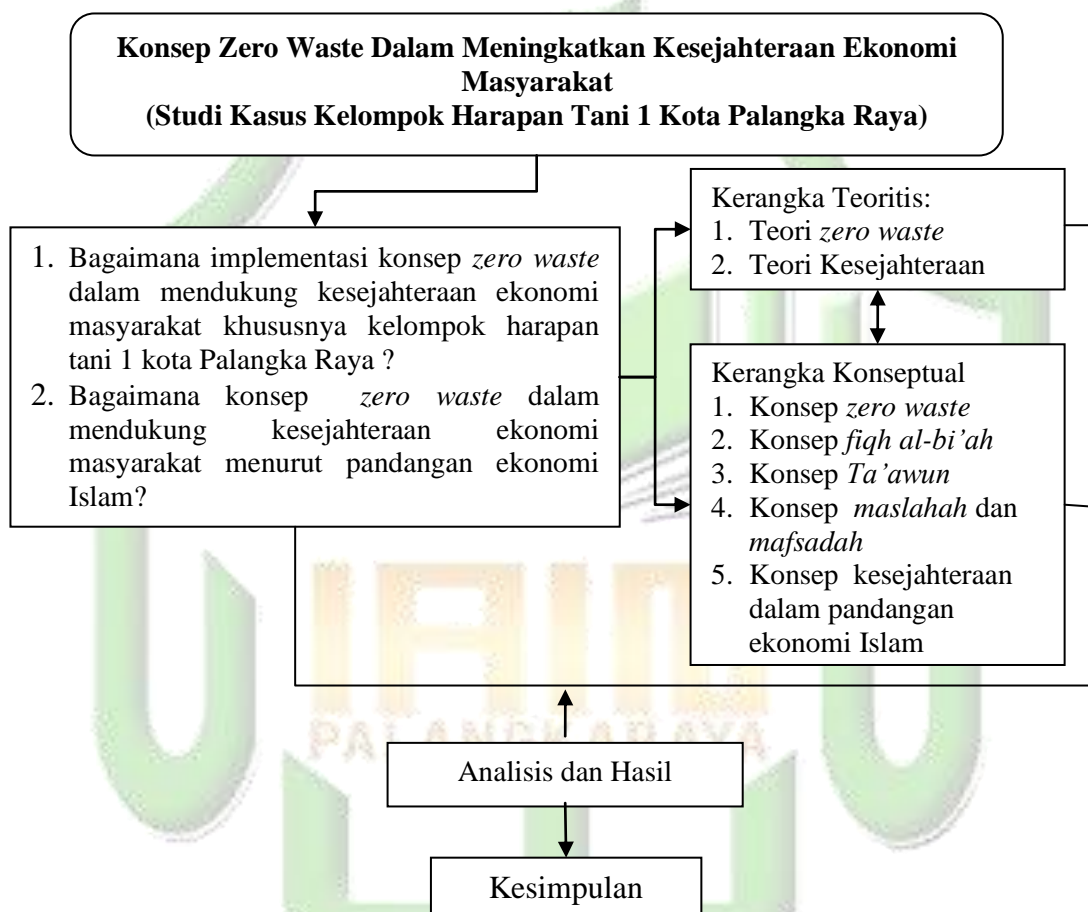 Konsep Zero Waste Dalam Meningkatkan Kesejahteraan Ekonomi
Masyarakat
(Studi Kasus Kelompok Harapan Tani 1 Kota Palangka Raya)
1. Bagaimana implementasi konsep zero waste
dalam mendukung kesejahteraan ekonomi
masyarakat khususnya kelompok harapan
tani 1 kota Palangka Raya ?
2. Bagaimana konsep zero waste dalam
mendukung kesejahteraan ekonomi
masyarakat menurut pandangan ekonomi
Islam?
Kerangka Teoritis:
1. Teori zero waste
2. Teori Kesejahteraan
Kerangka Konseptual
1. Konsep zero waste
2. Konsep fiqh al-bi’ah
3. Konsep Ta’awun
4. Konsep maslahah dan
mafsadah
5. Konsep kesejahteraan
dalam pandangan
ekonomi Islam
IAIN
PALANGKARAYA
Analisis dan Hasil
Kesimpulan